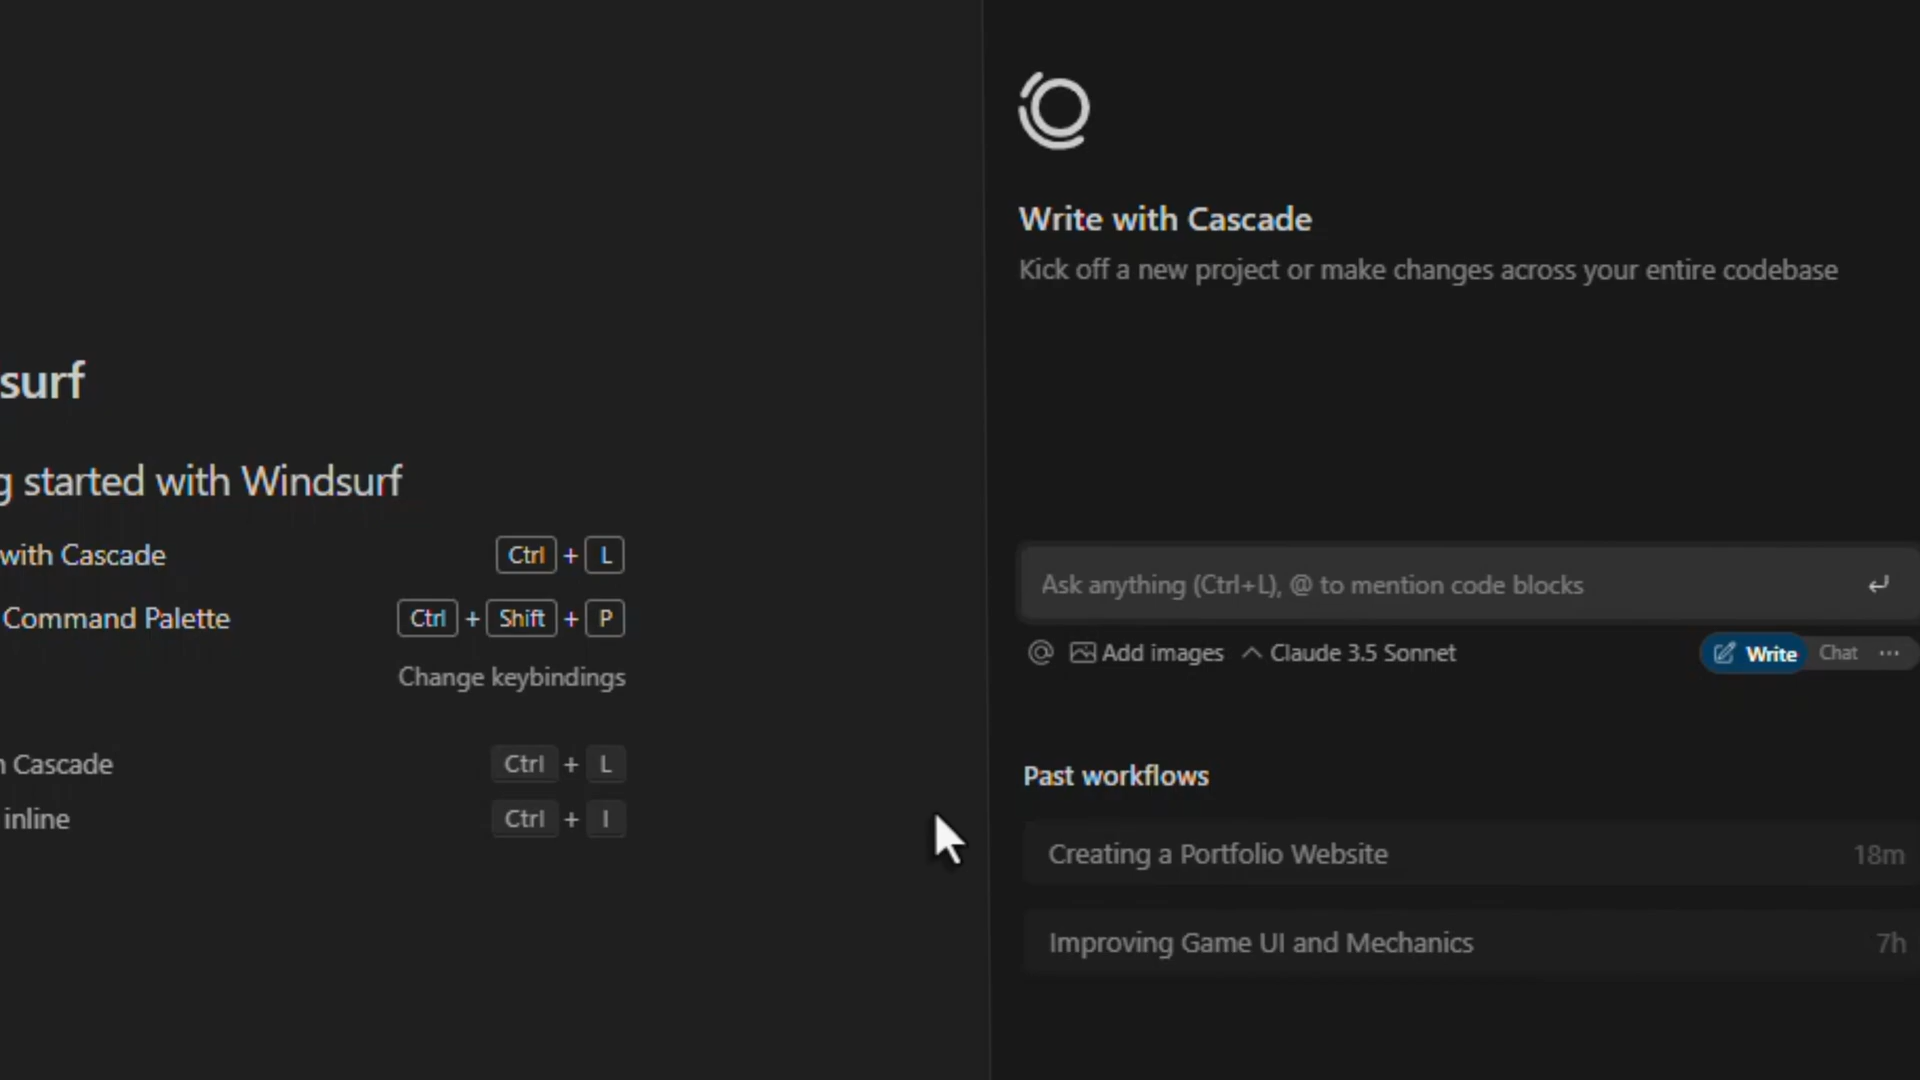 surf
g started with Windsurf
with Cascade Ctrl + L
Command Palette Ctrl + Shift + P
Change keybindings
Cascade Ctrl + L
inline Ctrl + I
Write with Cascade
Kick off a new project or make changes across your entire codebase
Ask anything (Ctrl+L), @ to mention code blocks
@ Add images Claude 3.5 Sonnet Write Chat ...
Past workflows
Creating a Portfolio Website 18m
Improving Game UI and Mechanics 7h